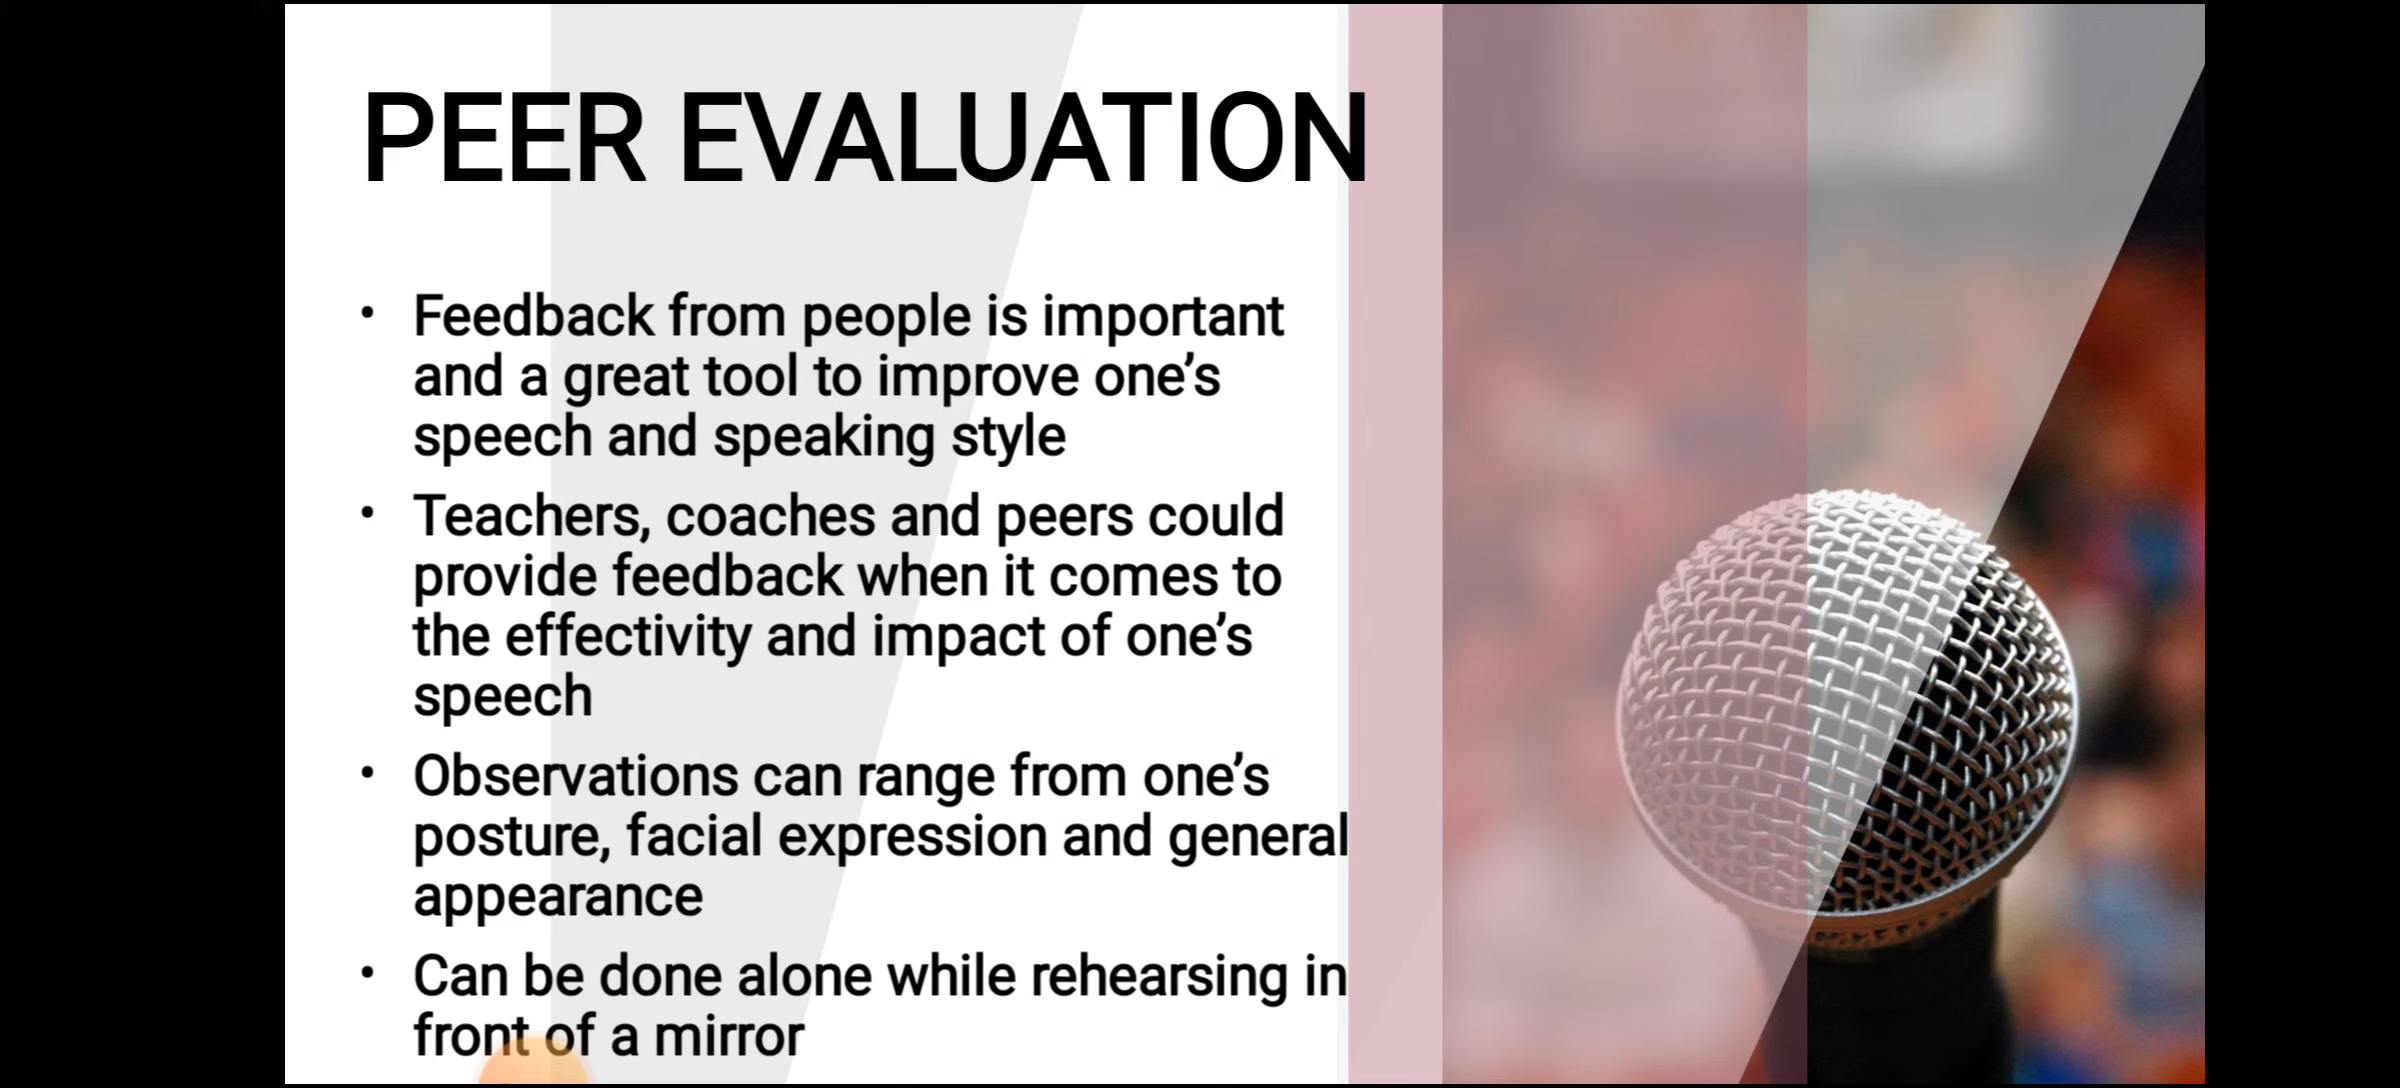 PEER EVALUATION
• Feedback from people is important
and a great tool to improve one’s
speech and speaking style
• Teachers, coaches and peers could
provide feedback when it comes to
the effectivity and impact of one’s
speech
• Observations can range from one’s
posture, facial expression and general
appearance
• Can be done alone while rehearsing in
front of a mirror